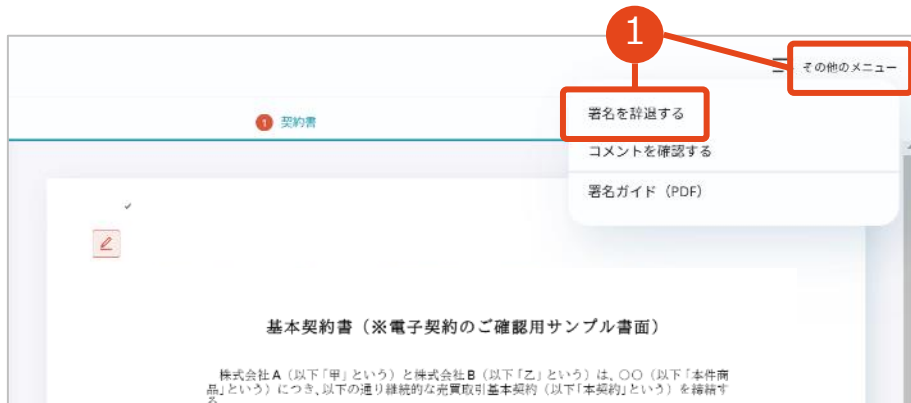 1
その他のメニュー
署名を辞退する
1 契約書
コメントを確認する
署名ガイド（PDF）
基本契約書（※電子契約のご確認用サンプル書面）
株式会社A（以下「甲」という）と株式会社B（以下「乙」という）は、○○（以下「本件商
品」という）につき、以下の通り継続的な売買取引基本契約（以下「本契約」という）を締結す
る